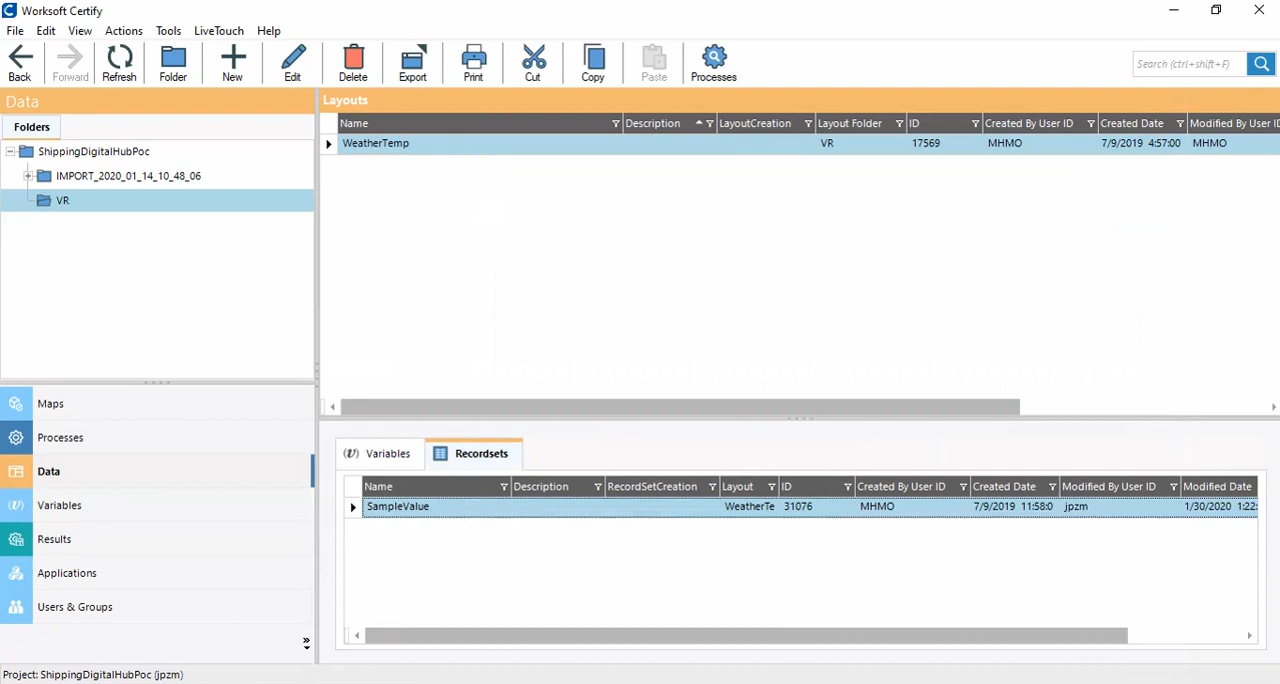 Worksoft Certify
File Edit View Actions Tools LiveTouch Help
Back Forward Refresh Folder New Edit Delete Export Print Cut Copy Paste Processes
Search (ctrl+shift+F)
Data
Folders
ShippingDigitalHubPoc
IMPORT_2020_01_14_10_48_06
VR
Maps
Processes
Data
Variables
Results
Applications
Users & Groups
Layouts
Name Description LayoutCreation Layout Folder ID Created By User ID Created Date Modified By User ID
WeatherTemp VR 17569 MHMO 7/9/2019 4:57:00 MHMO
Variables Recordsets
Name Description RecordSetCreation Layout ID Created By User ID Created Date Modified By User ID Modified Date
SampleValue WeatherTe 31076 MHMO 7/9/2019 11:58:0 jpzm 1/30/2020 1:22:
Project: ShippingDigitalHubPoc (jpzm)